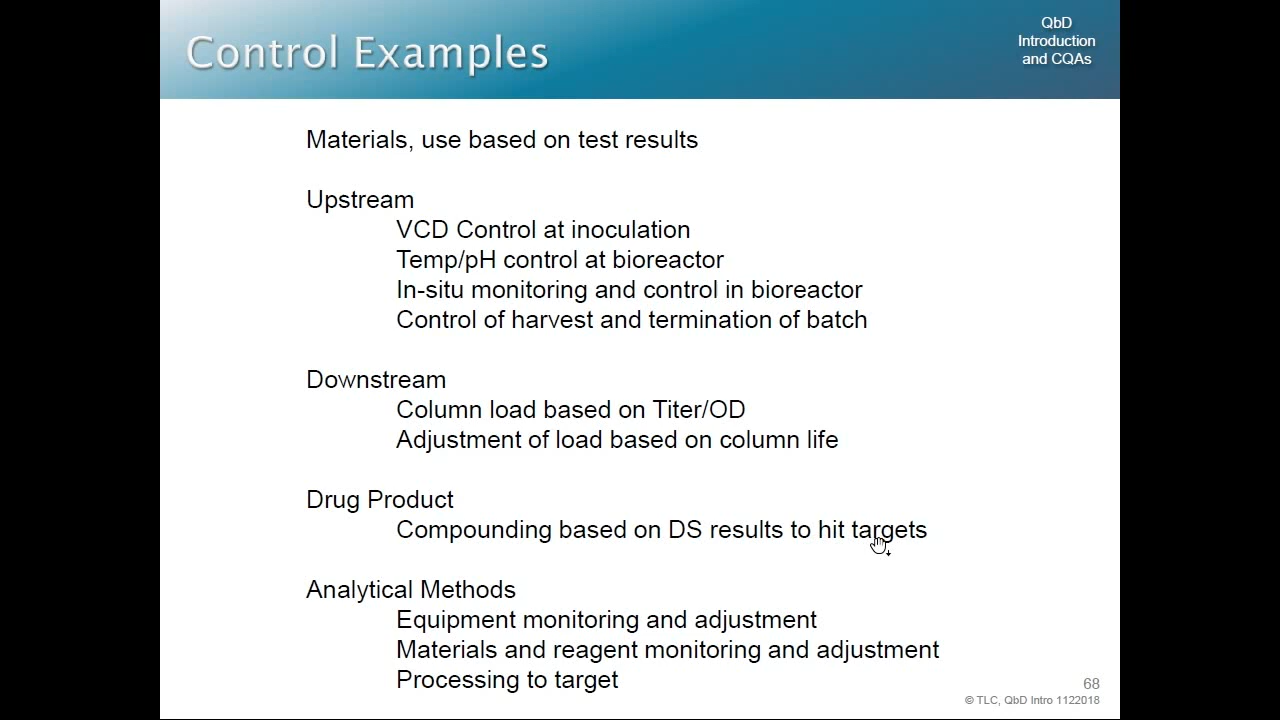 Control Examples
QbD
Introduction
and CQAs
Materials, use based on test results
Upstream
VCD Control at inoculation
Temp/pH control at bioreactor
In-situ monitoring and control in bioreactor
Control of harvest and termination of batch
Downstream
Column load based on Titer/OD
Adjustment of load based on column life
Drug Product
Compounding based on DS results to hit targets
Analytical Methods
Equipment monitoring and adjustment
Materials and reagent monitoring and adjustment
Processing to target
68
© TLC, QbD Intro 1122018